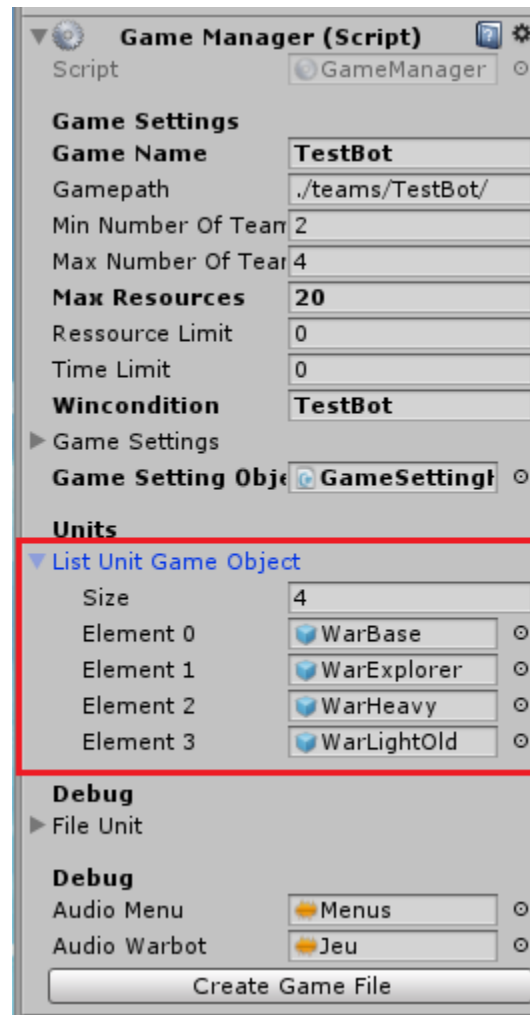 Game Manager (Script)
Script GameManager
Game Settings
Game Name TestBot
Gamepath ./teams/TestBot/
Min Number Of Team 2
Max Number Of Tear 4
Max Resources 20
Ressource Limit 0
Time Limit 0
Wincondition TestBot
Game Settings
Game Setting Obje GameSettingH
Units
List Unit Game Object
Size 4
Element 0 WarBase
Element 1 WarExplorer
Element 2 WarHeavy
Element 3 WarLightOld
Debug
File Unit
Debug
Audio Menu Menus
Audio Warbot Jeu
Create Game File